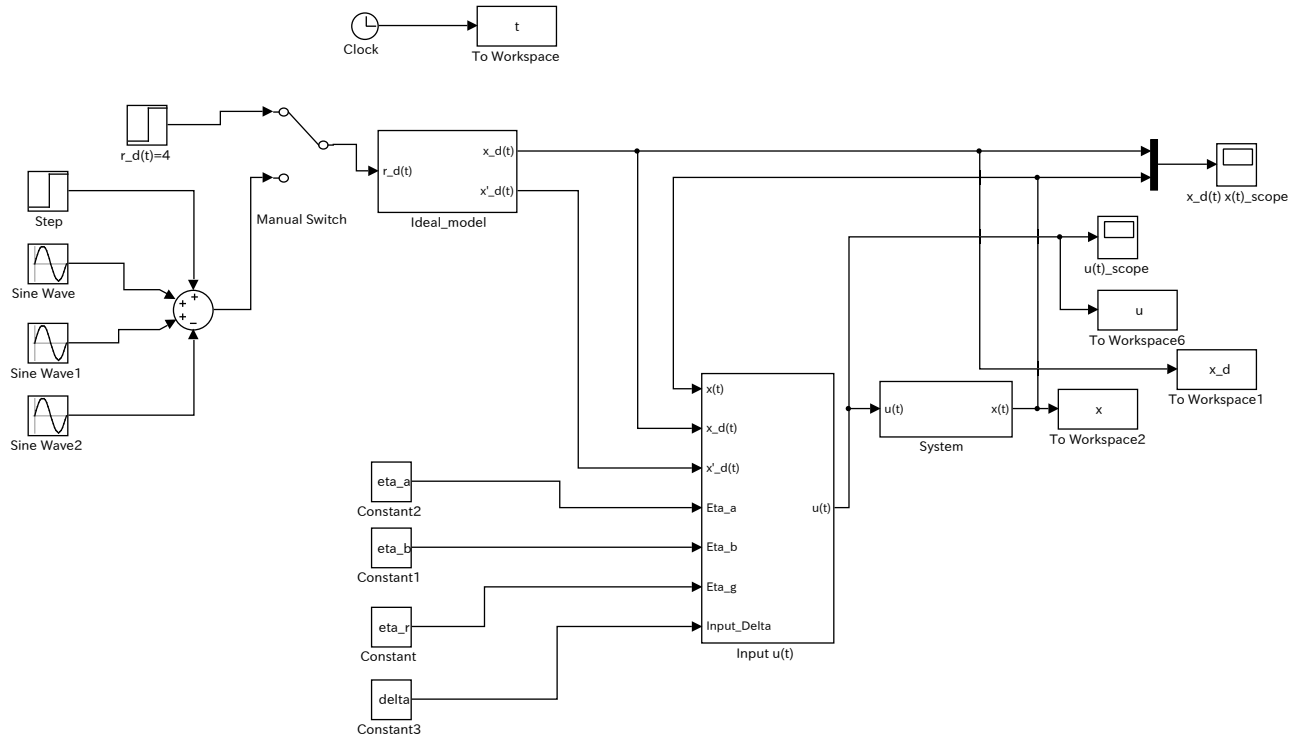 t
Clock
To Workspace
r_d(t)=4
x_d(t)
r_d(t)
x'_d(t)
x_d(t) x(t)_scope
Step
Manual Switch
Ideal_model
u(t)_scope
Sine Wave
+
+
+
−
u
To Workspace6
Sine Wave1
x_d
To Workspace1
x(t)
u(t)
x(t)
x
To Workspace2
x_d(t)
System
Sine Wave2
x'_d(t)
eta_a
Constant2
Eta_a
u(t)
eta_b
Constant1
Eta_b
Eta_g
eta_r
Constant
Input_Delta
Input u(t)
delta
Constant3